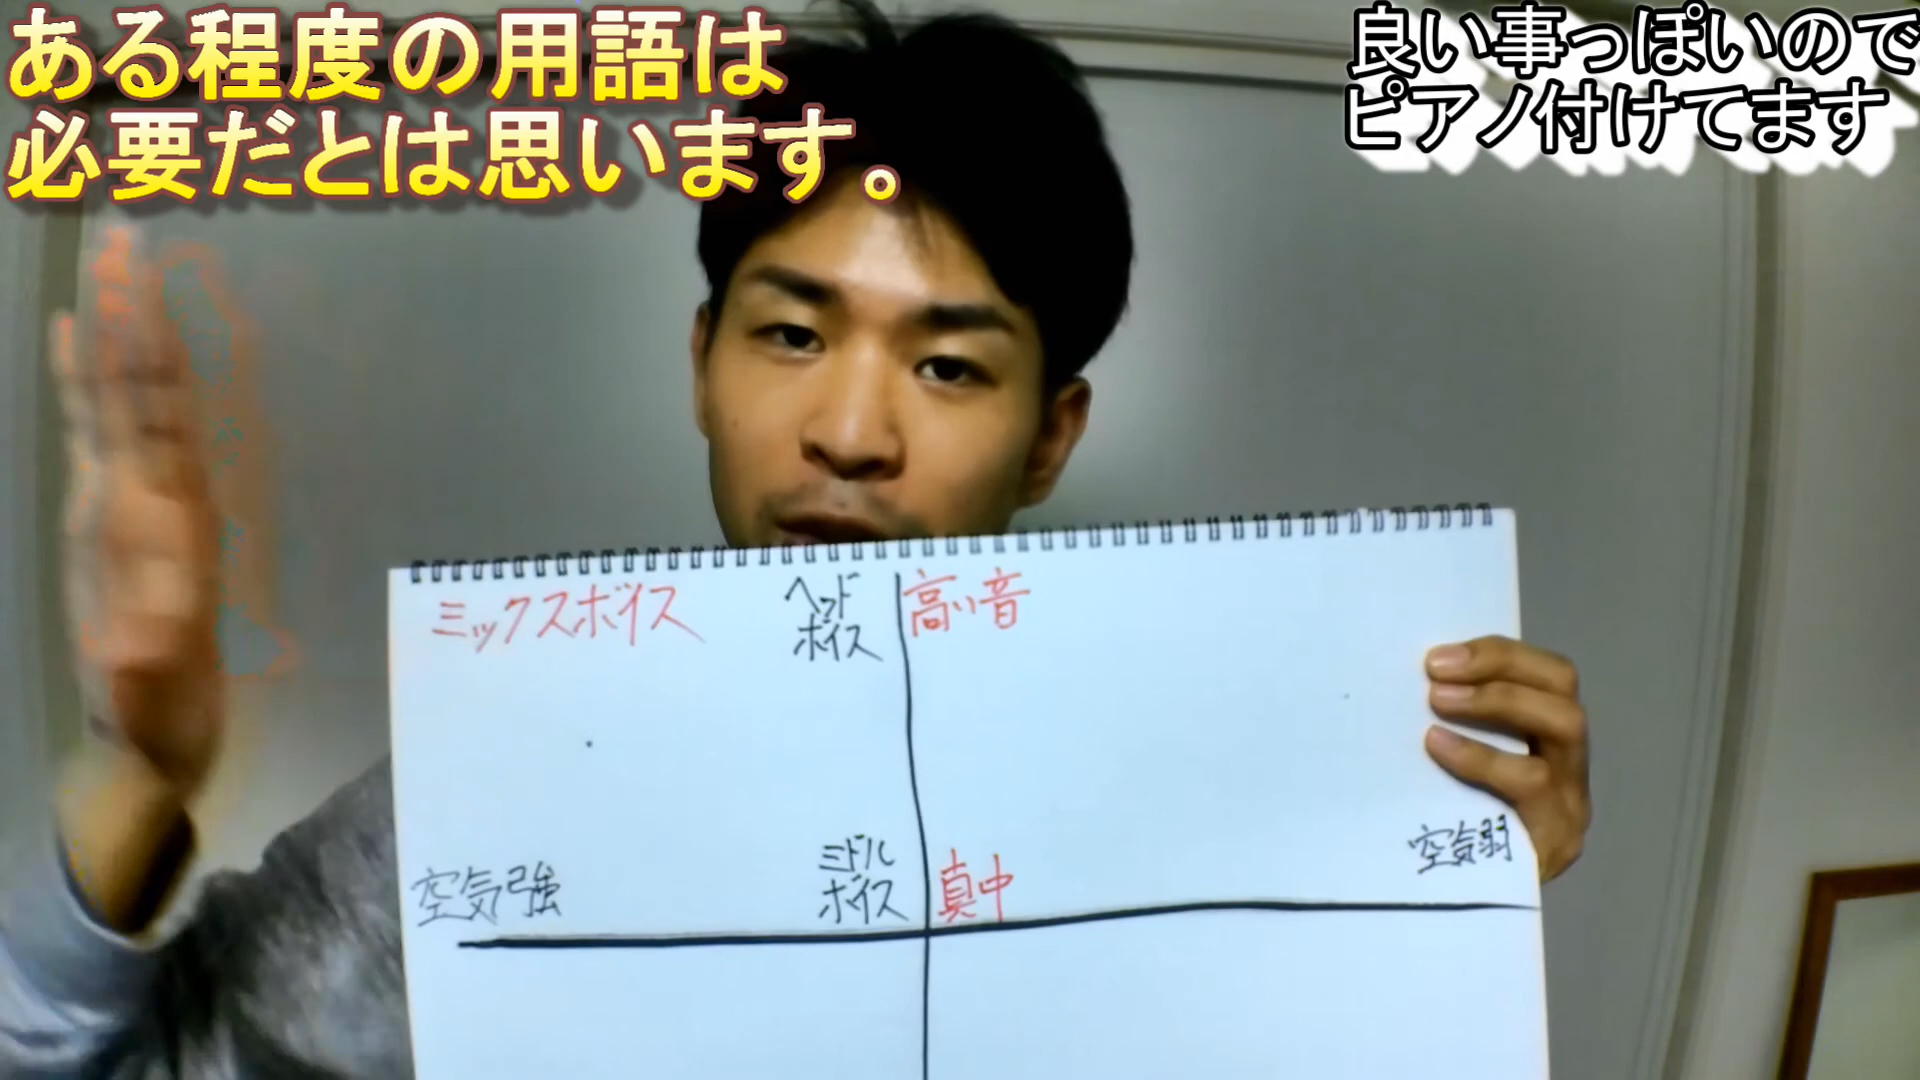 ある程度の用語は
必要だとは思います。
良い事っぽいので
ピアノ付けてます
ミックスボイス
ヘッド
ボイス
高い音
空気強
ミドル
ボイス
真中
空気弱